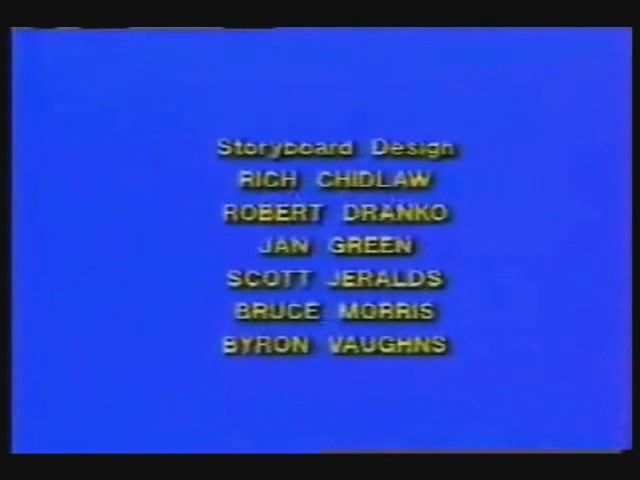 Storyboard Design
RICH CHIDLAW
ROBERT DRANKO
JAN GREEN
SCOTT JERALDS
BRUCE MORRIS
BYRON VAUGHNS